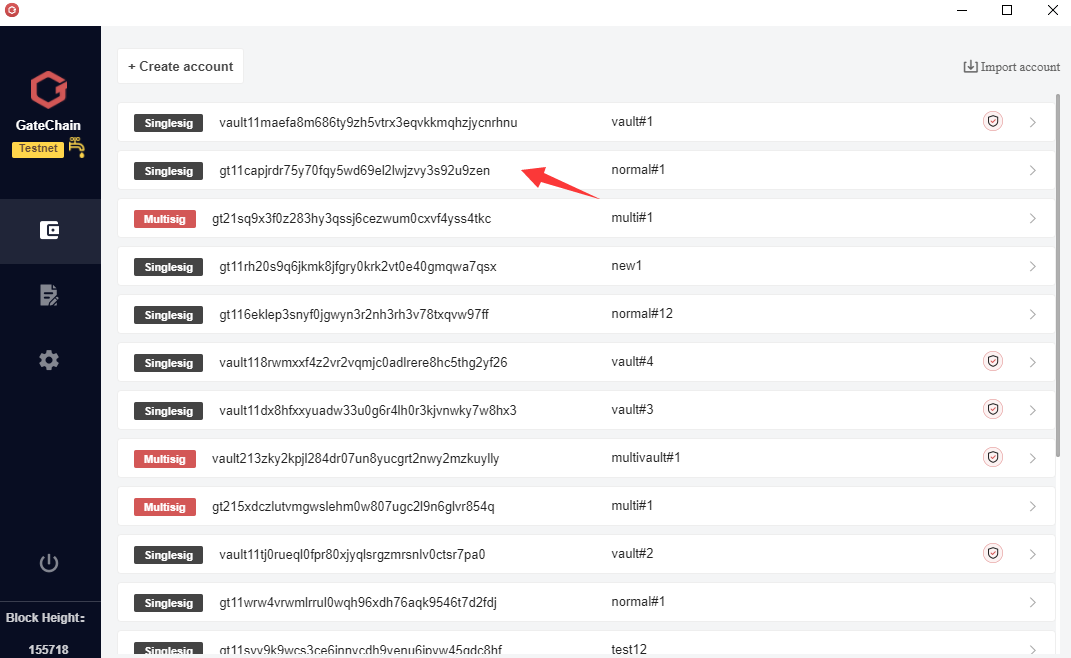 + Create account
Import account
GateChain
Testnet
Singlesig vault11maefa8m686ty9zh5vtrx3eqvkkmqhzjycnrhnu vault#1
Singlesig gt11capjrdr75y70fqy5wd69el2lwjzvy3s92u9zen normal#1
Multisig gt21sq9x3f0z283hy3qssj6cezwum0cxvf4yss4tkc multi#1
Singlesig gt11rh20s9q6jkmk8jfgry0krk2vt0e40gmqwa7qsx new1
Singlesig gt116eklep3snyf0jgwyn3r2nh3rh3v78txqvw97ff normal#12
Singlesig vault118rwmxxf4z2vr2vqmjc0adlrere8hc5thg2yf26 vault#4
Singlesig vault11dx8hfxxyuadw33u0g6r4lh0r3kjvnwky7w8hx3 vault#3
Multisig vault213zky2kpjl284dr07un8yucgrt2nwy2mzkuylly multivault#1
Multisig gt215xdczlutvmgwslehm0w807ugc2l9n6glvr854q multi#1
Singlesig vault11tj0rueql0fpr80xjyqlsrgzmrsnlv0ctsr7pa0 vault#2
Singlesig gt11wrw4vrwmlrrul0wqh96xdh76aqk9546t7d2fdj normal#1
Singlesig test12
Block Height:
155718